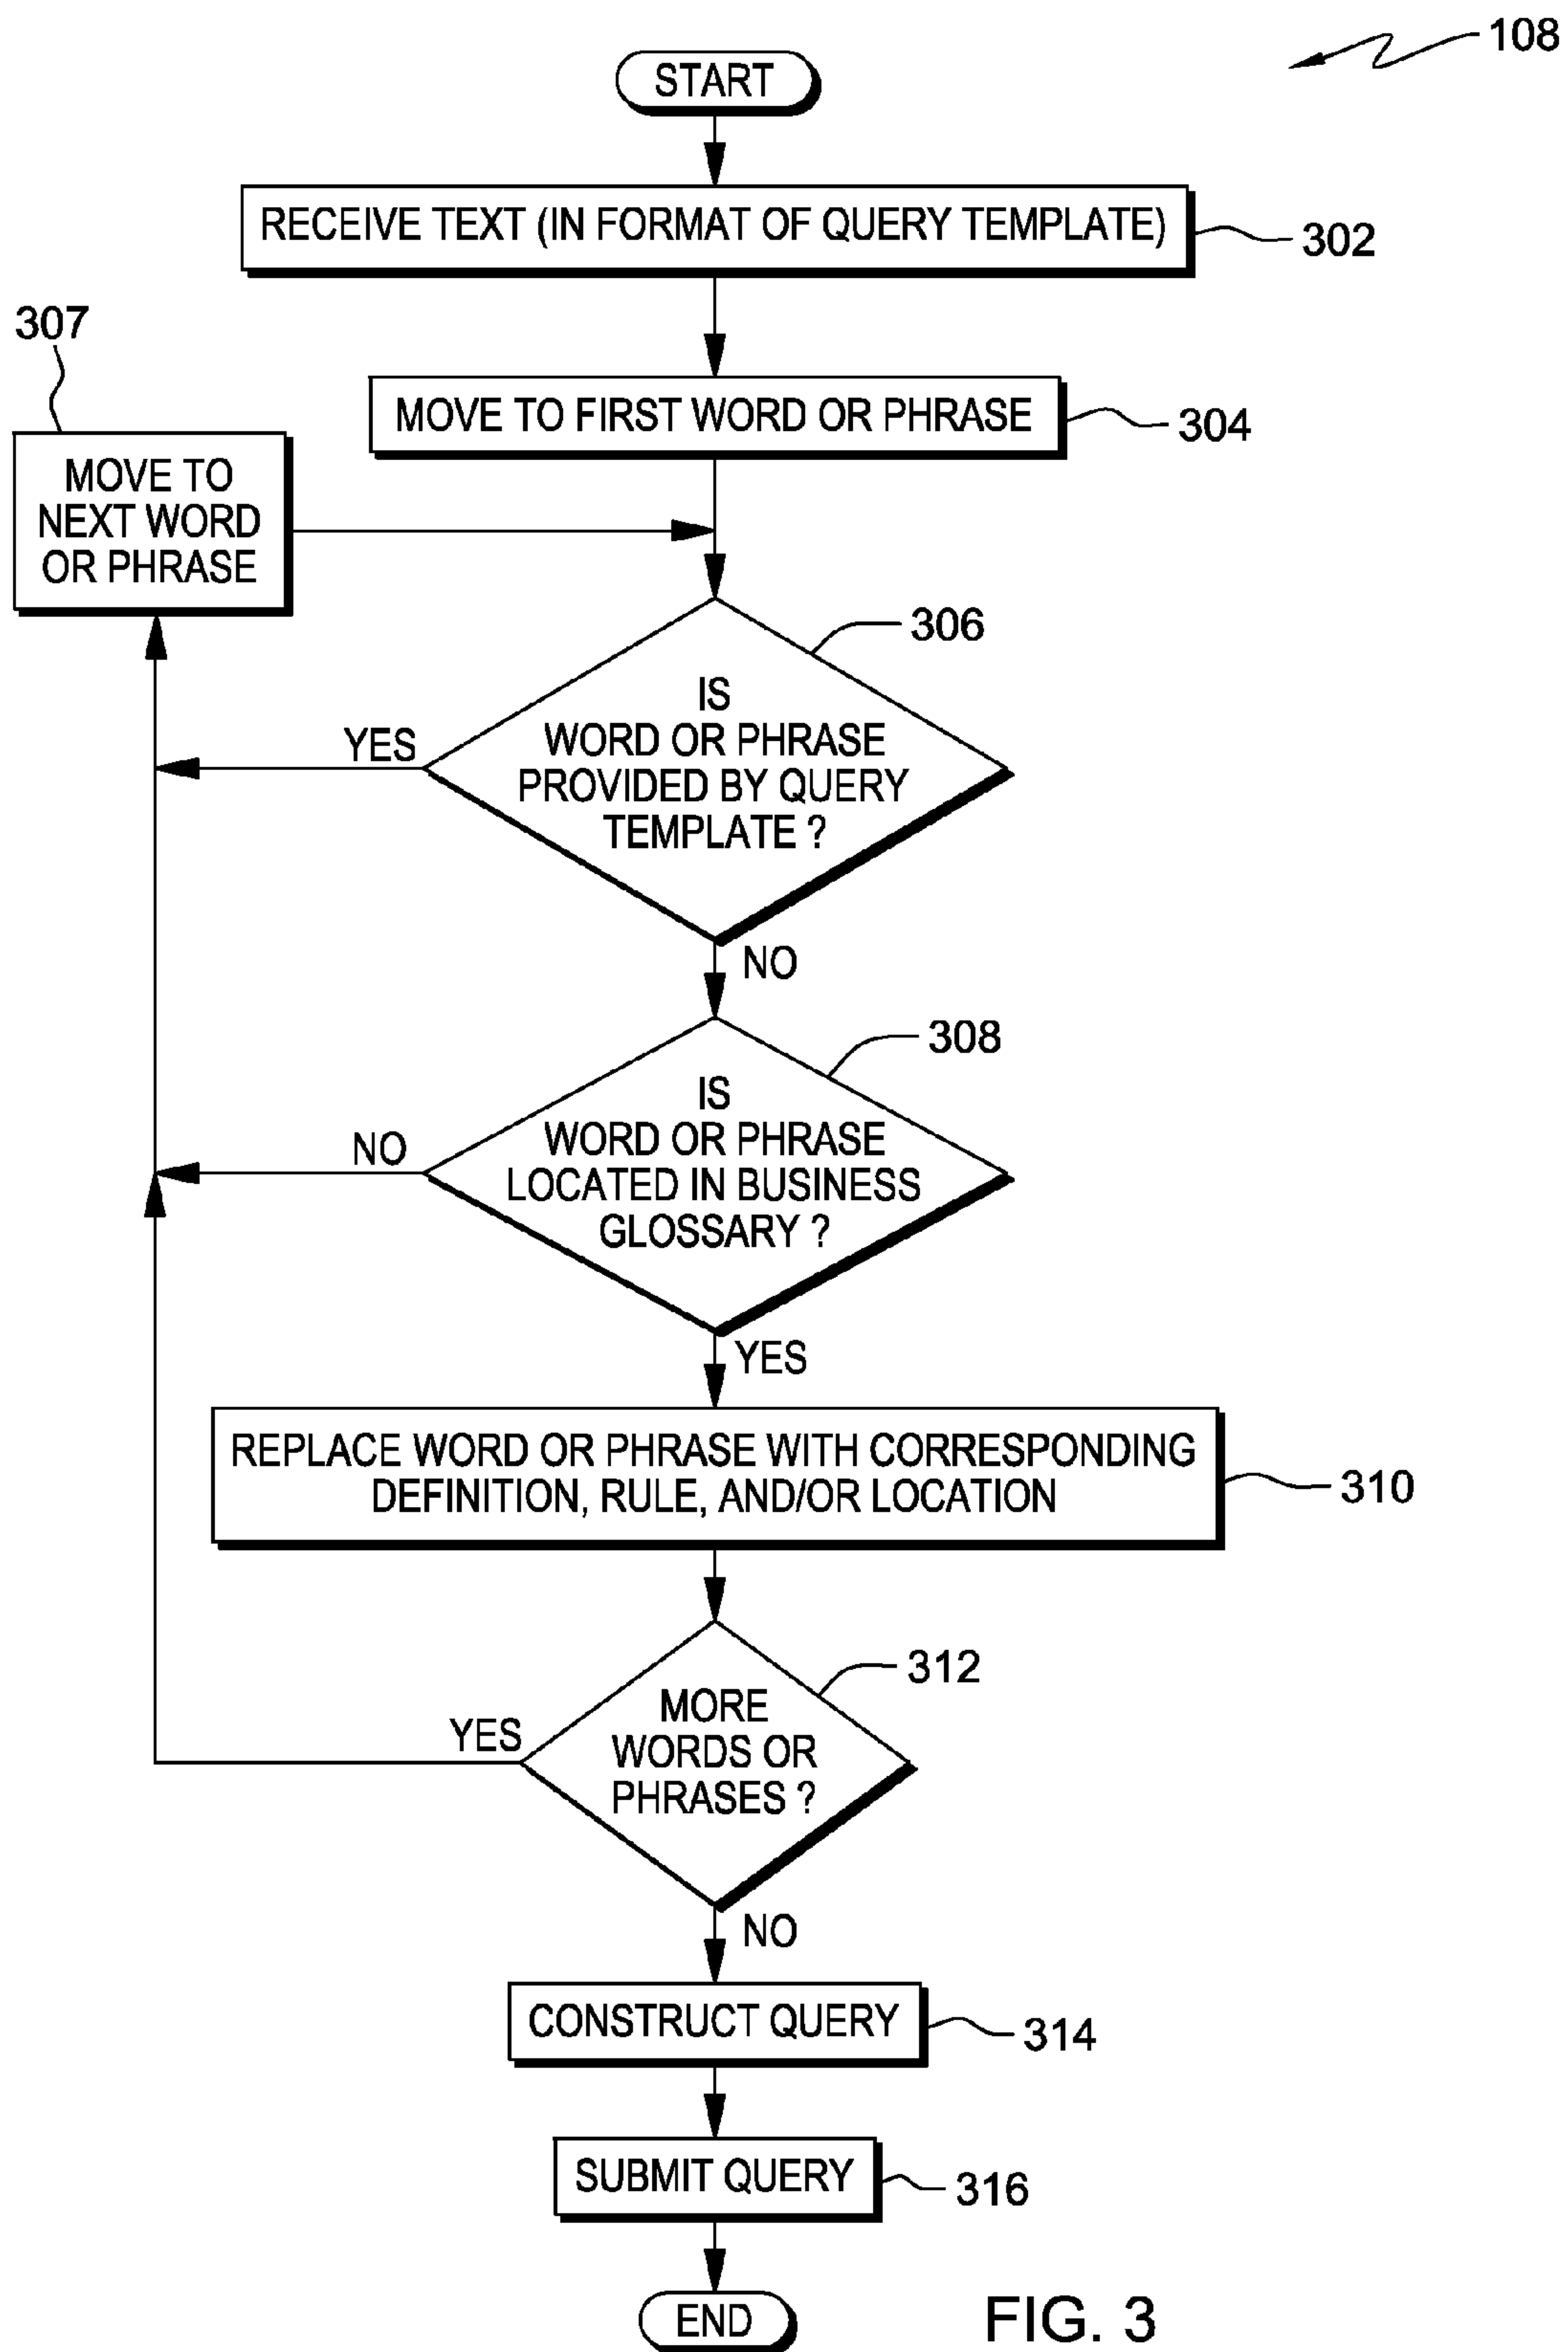 108
START
RECEIVE TEXT (IN FORMAT OF QUERY TEMPLATE)
302
307
MOVE TO FIRST WORD OR PHRASE
304
MOVE TO
NEXT WORD
OR PHRASE
306
IS
WORD OR PHRASE
PROVIDED BY QUERY
TEMPLATE ?
YES
NO
308
IS
WORD OR PHRASE
LOCATED IN BUSINESS
GLOSSARY ?
NO
YES
REPLACE WORD OR PHRASE WITH CORRESPONDING
DEFINITION, RULE, AND/OR LOCATION
310
312
MORE
WORDS OR
PHRASES ?
YES
NO
CONSTRUCT QUERY
314
SUBMIT QUERY
316
END
FIG. 3